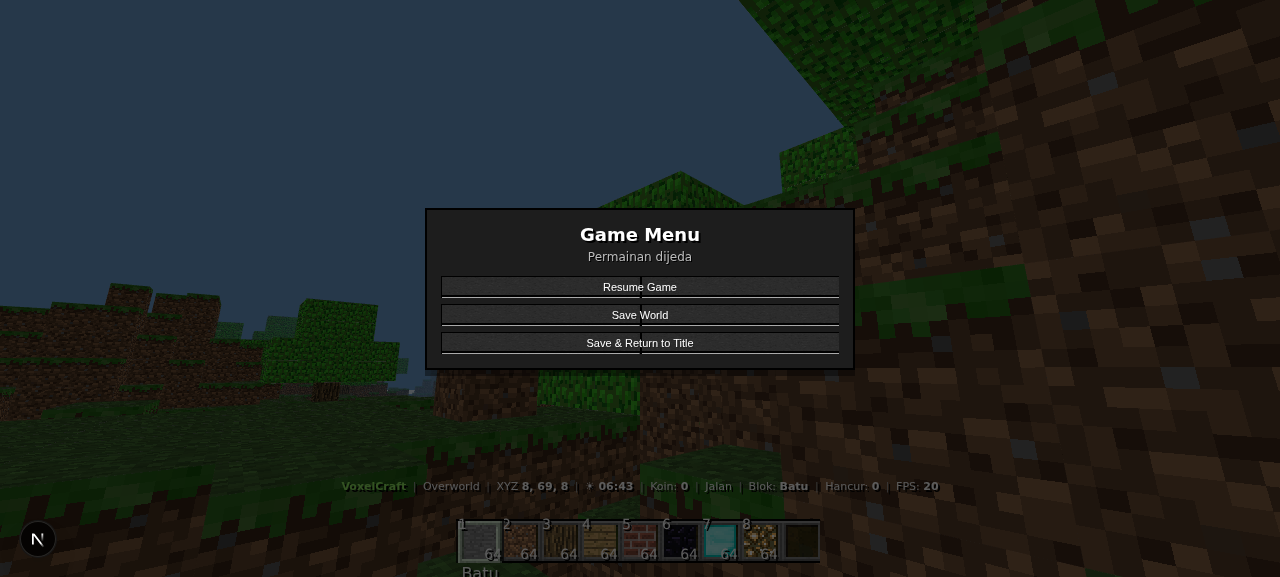 Game Menu
Permainan dijeda
Resume Game
Save World
Save & Return to Title
VoxelCraft | Overworld | XYZ 8, 69, 8 | ☀ 06:43 | Koin: 0 | Jalan | Blok: Batu | Hancur: 0 | FPS: 20
1 2 3 4 5 6 7 8
64 64 64 64 64 64 64 64
N
Batu